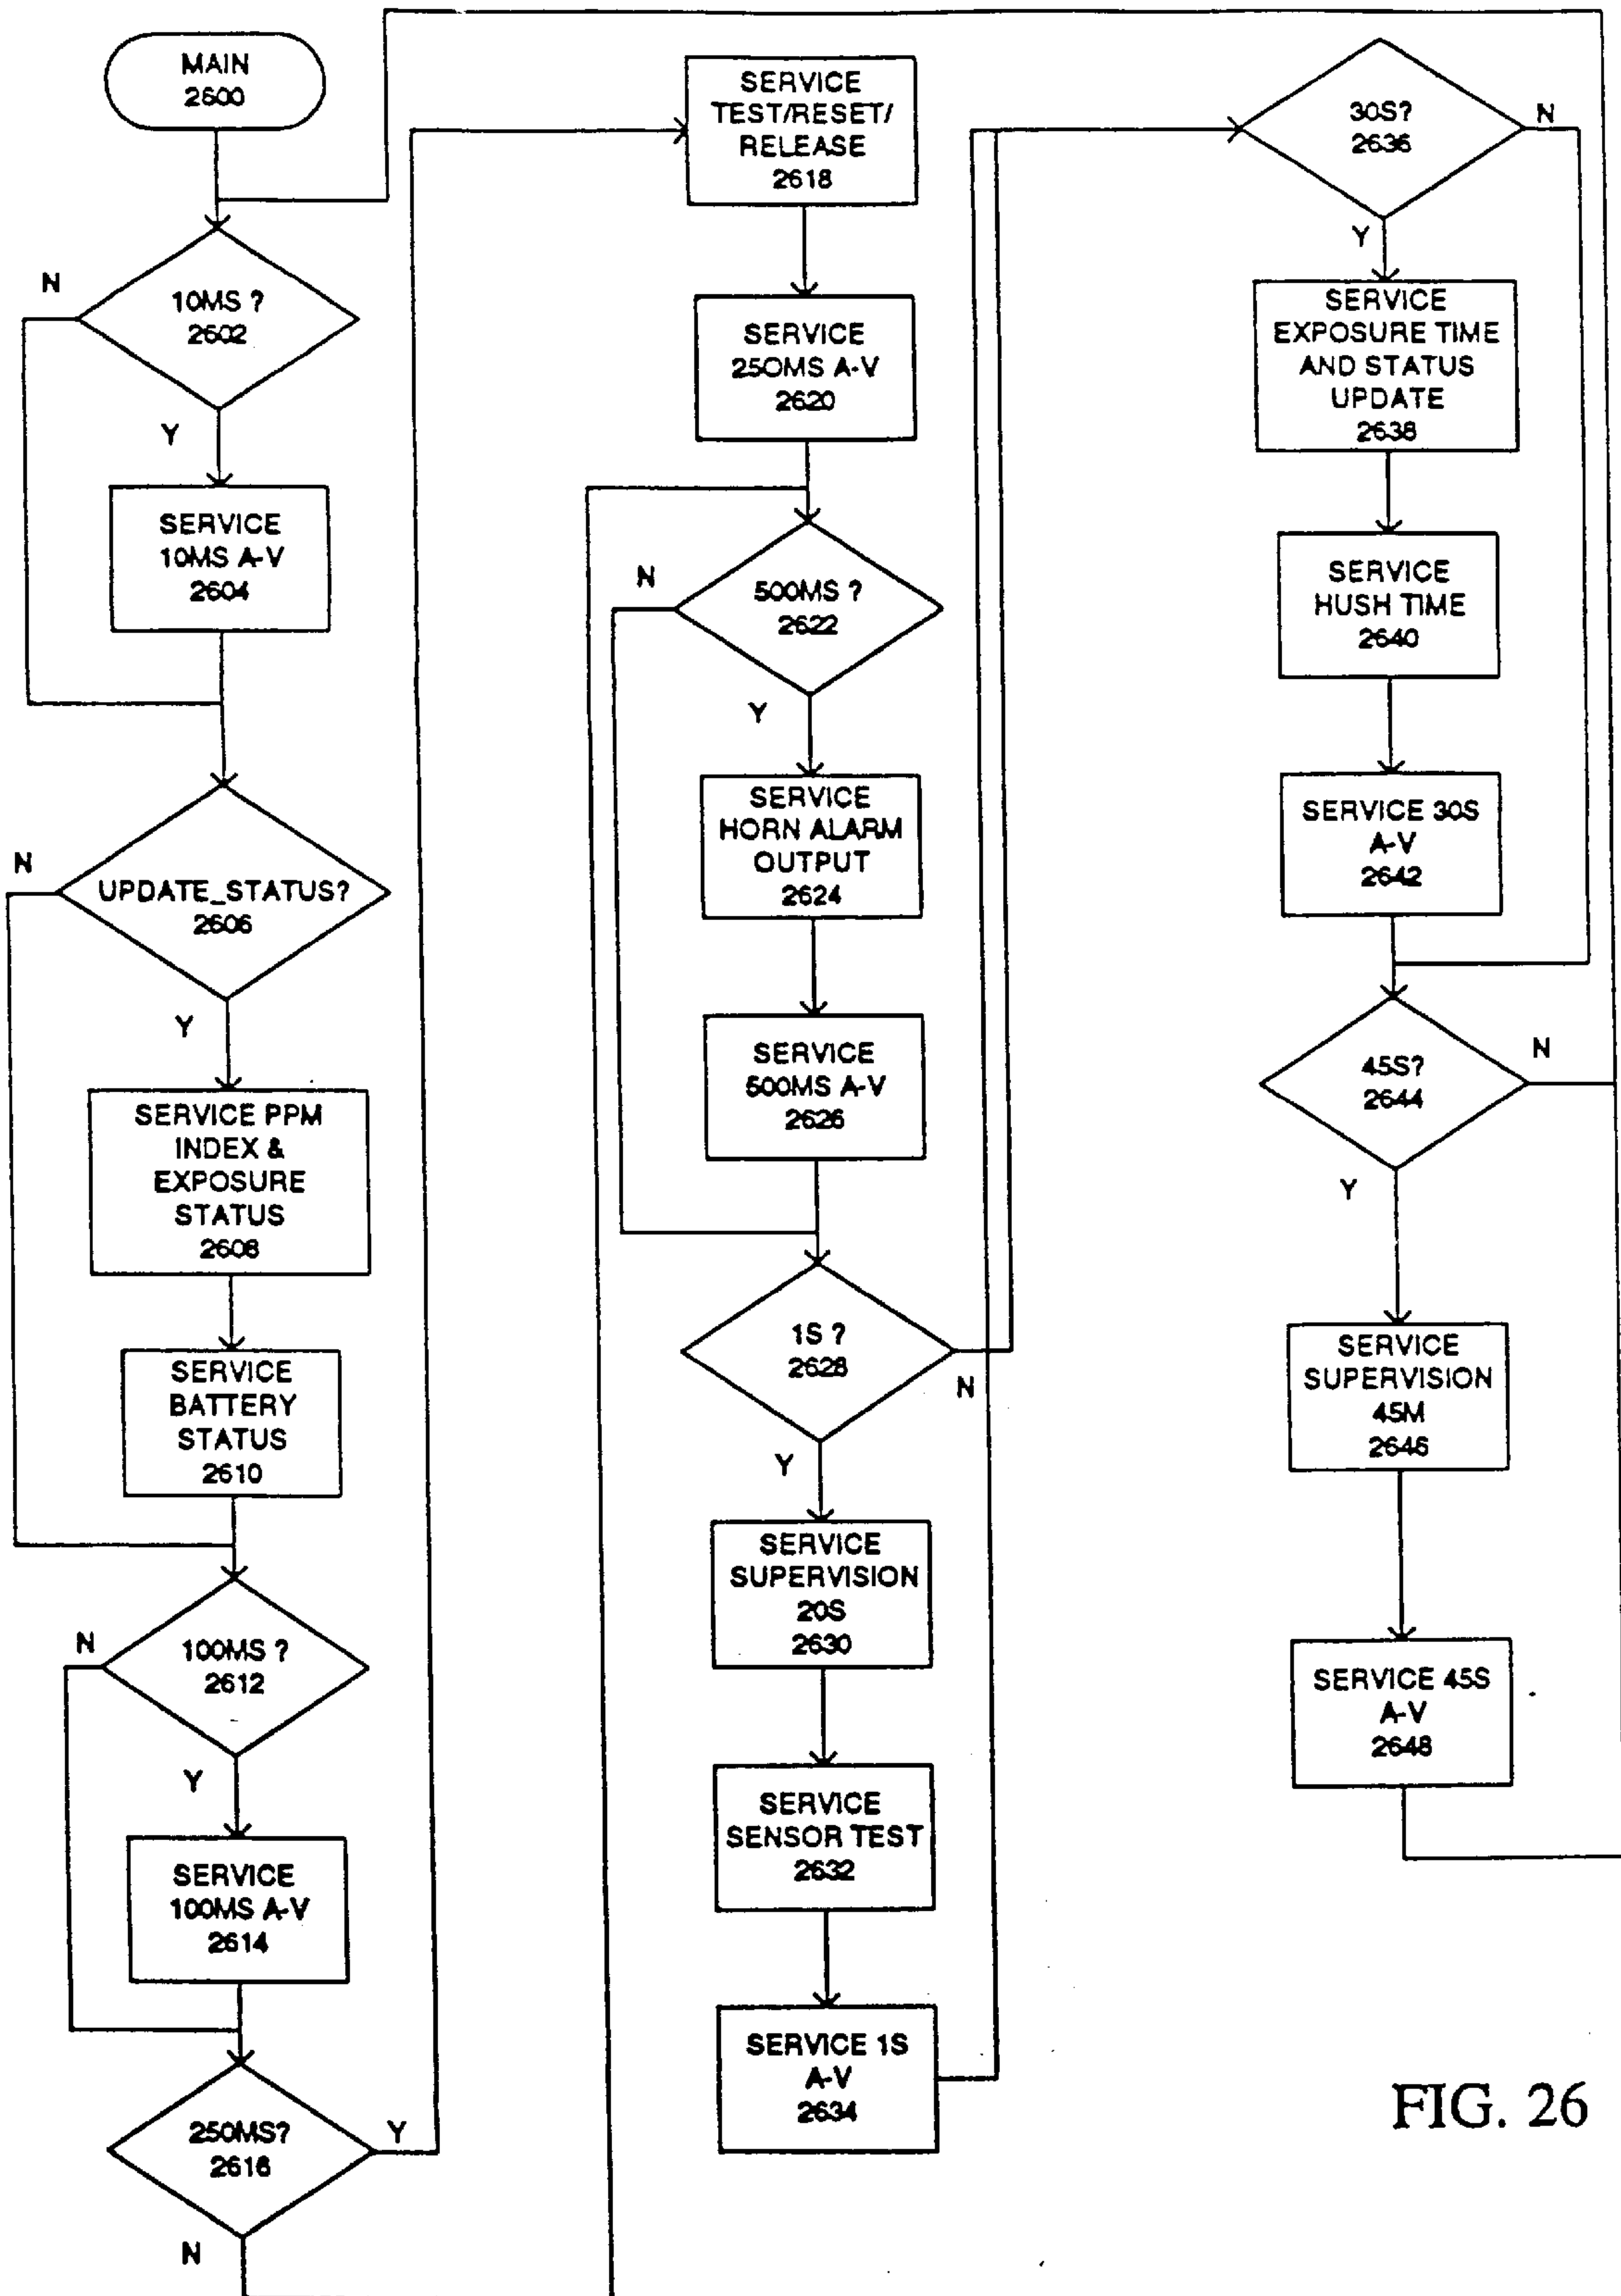 MAIN
2600
N
10MS ?
2602
Y
SERVICE
10MS A-V
2604
N
UPDATE_STATUS?
2606
Y
SERVICE PPM
INDEX &
EXPOSURE
STATUS
2608
SERVICE
BATTERY
STATUS
2610
N
100MS ?
2612
Y
SERVICE
100MS A-V
2614
250MS?
2616
Y
N
SERVICE
TEST/RESET/
RELEASE
2618
SERVICE
250MS A-V
2620
N
500MS ?
2622
Y
SERVICE
HORN ALARM
OUTPUT
2624
SERVICE
500MS A-V
2626
1S ?
2628
N
Y
SERVICE
SUPERVISION
20S
2630
SERVICE
SENSOR TEST
2632
SERVICE 1S
A-V
2634
30S?
2636
N
Y
SERVICE
EXPOSURE TIME
AND STATUS
UPDATE
2638
SERVICE
HUSH TIME
2640
SERVICE 30S
A-V
2642
45S?
2644
N
Y
SERVICE
SUPERVISION
45M
2646
SERVICE 45S
A-V
2648
FIG. 26